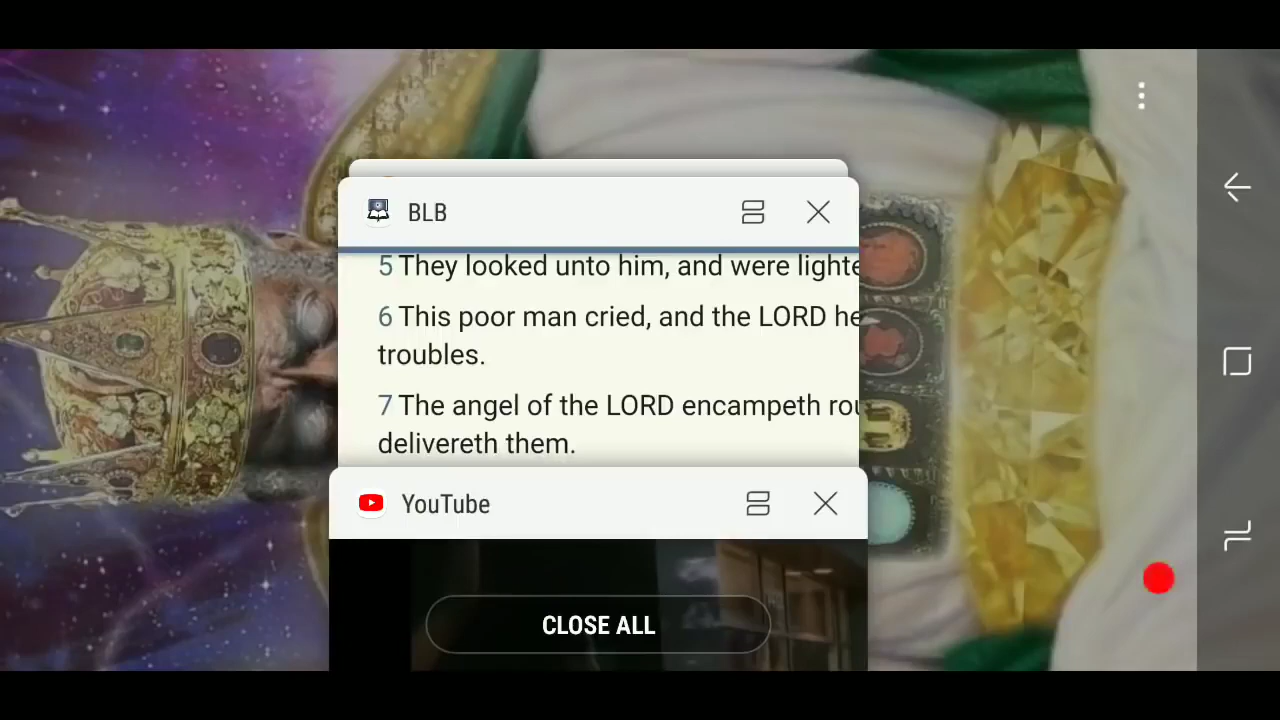 BLB
5 They looked unto him, and were lighte
6 This poor man cried, and the LORD he
troubles.
7 The angel of the LORD encampeth rou
delivereth them.
YouTube
CLOSE ALL